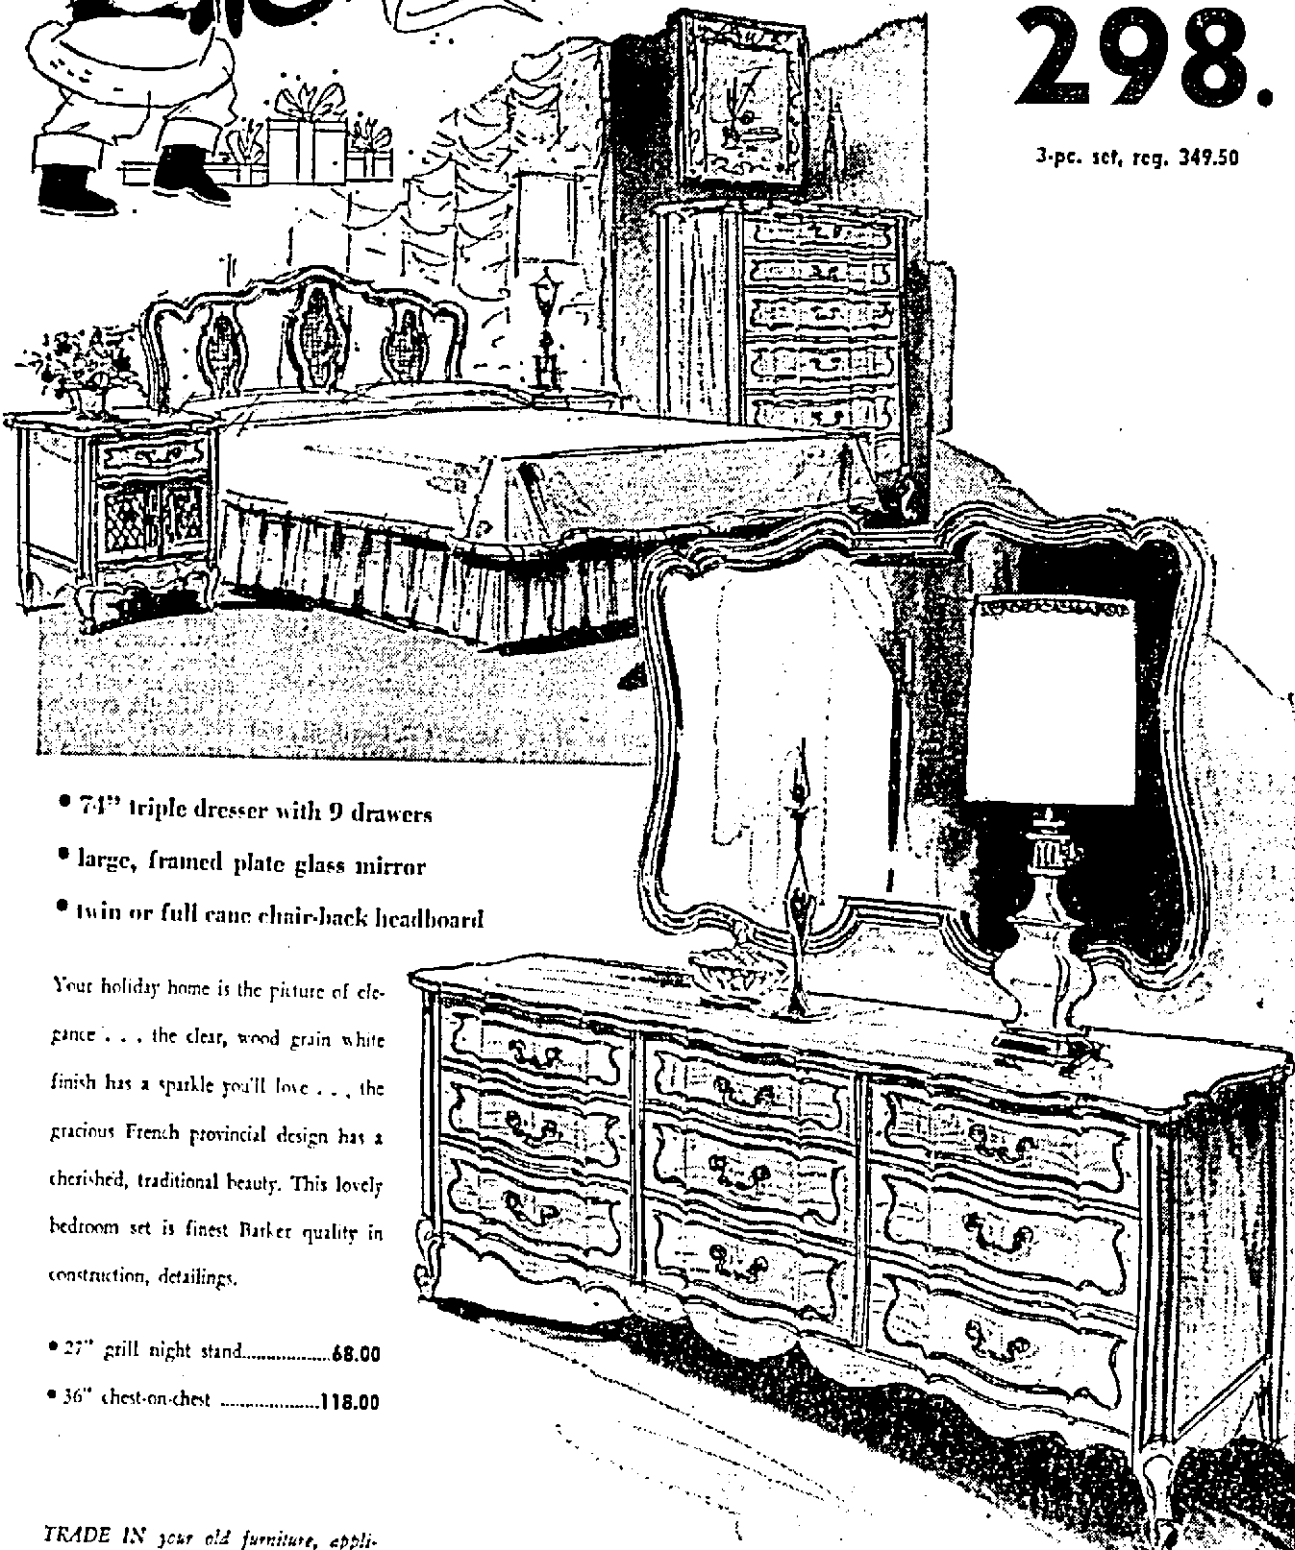 298.
3-pc. set, reg. 349.50
• 74" triple dresser with 9 drawers
• large, framed plate glass mirror
• twin or full cane chair-back headboard
Your holiday home is the picture of ele-
gance . . . the clear, wood grain white
finish has a sparkle you'll love . . . the
gracious French provincial design has a
cherished, traditional beauty. This lovely
bedroom set is finest Barker quality in
construction, detailings.
• 27" grill night stand..................68.00
• 36" chest-on-chest ....................118.00
TRADE IN your old furniture, appli-